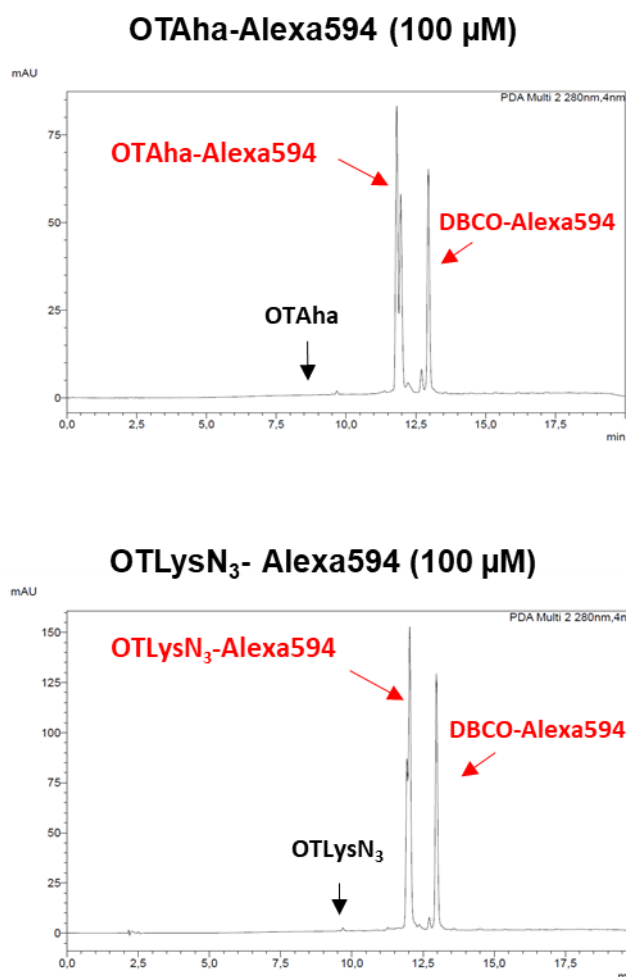 OTAha-Alexa594 (100 µM)
mAU
PDA Multi 2 280nm,4nm
75
OTAha-Alexa594
DBCO-Alexa594
50
25
OTAha
0
0,0 2,5 5,0 7,5 10,0 12,5 15,0 17,5
min
OTLysN₃- Alexa594 (100 µM)
mAU
PDA Multi 2 280nm,4n
150
OTLysN₃-Alexa594
125
DBCO-Alexa594
100
75
50
OTLysN₃
25
0
0,0 2,5 5,0 7,5 10,0 12,5 15,0 17,5